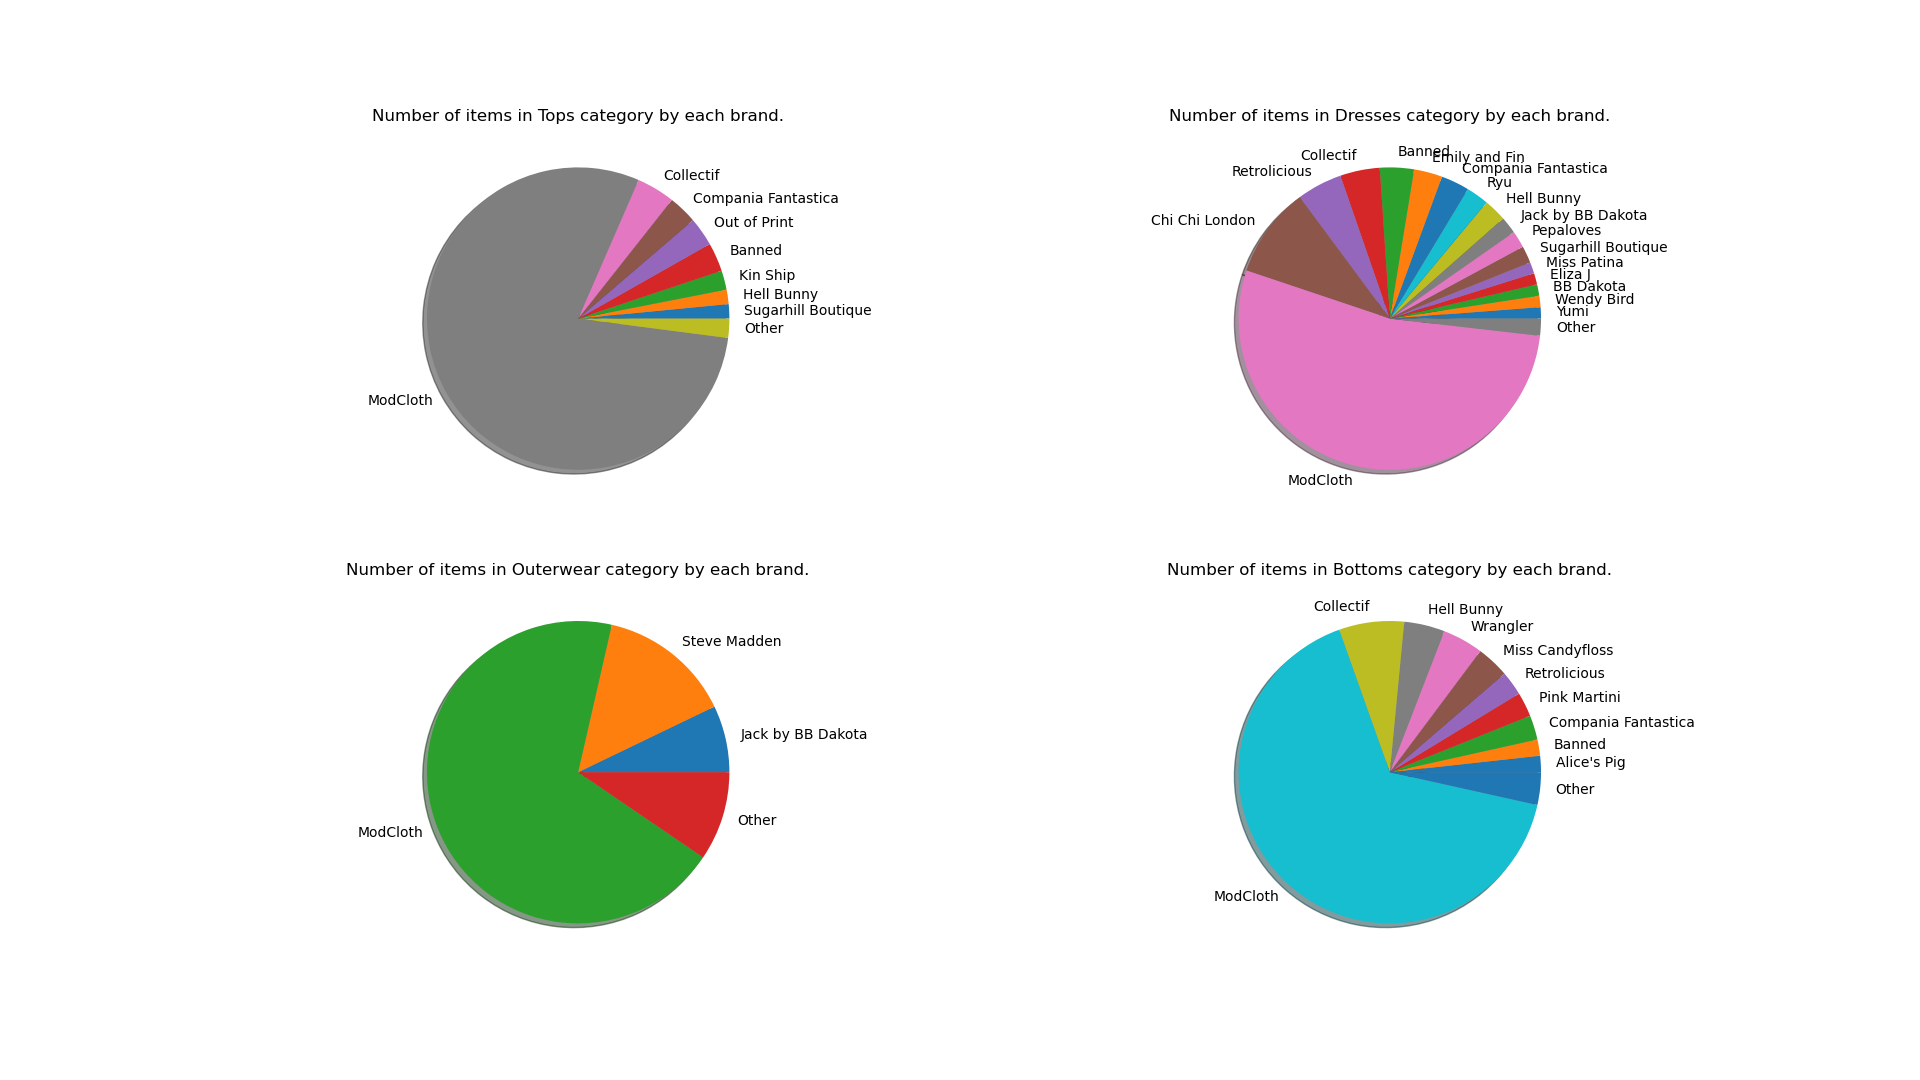 Number of items in Tops category by each brand.
Collectif
Compania Fantastica
Out of Print
Banned
Kin Ship
Hell Bunny
Sugarhill Boutique
Other
ModCloth
Number of items in Dresses category by each brand.
Banned
Collectif
Emily and Fin
Compania Fantastica
Retrolicious
Ryu
Hell Bunny
Jack by BB Dakota
Chi Chi London
Pepaloves
Sugarhill Boutique
Miss Patina
Eliza J
BB Dakota
Wendy Bird
Yumi
Other
ModCloth
Number of items in Outerwear category by each brand.
Steve Madden
Jack by BB Dakota
Other
ModCloth
Number of items in Bottoms category by each brand.
Collectif
Hell Bunny
Wrangler
Miss Candyfloss
Retrolicious
Pink Martini
Compania Fantastica
Banned
Alice's Pig
Other
ModCloth